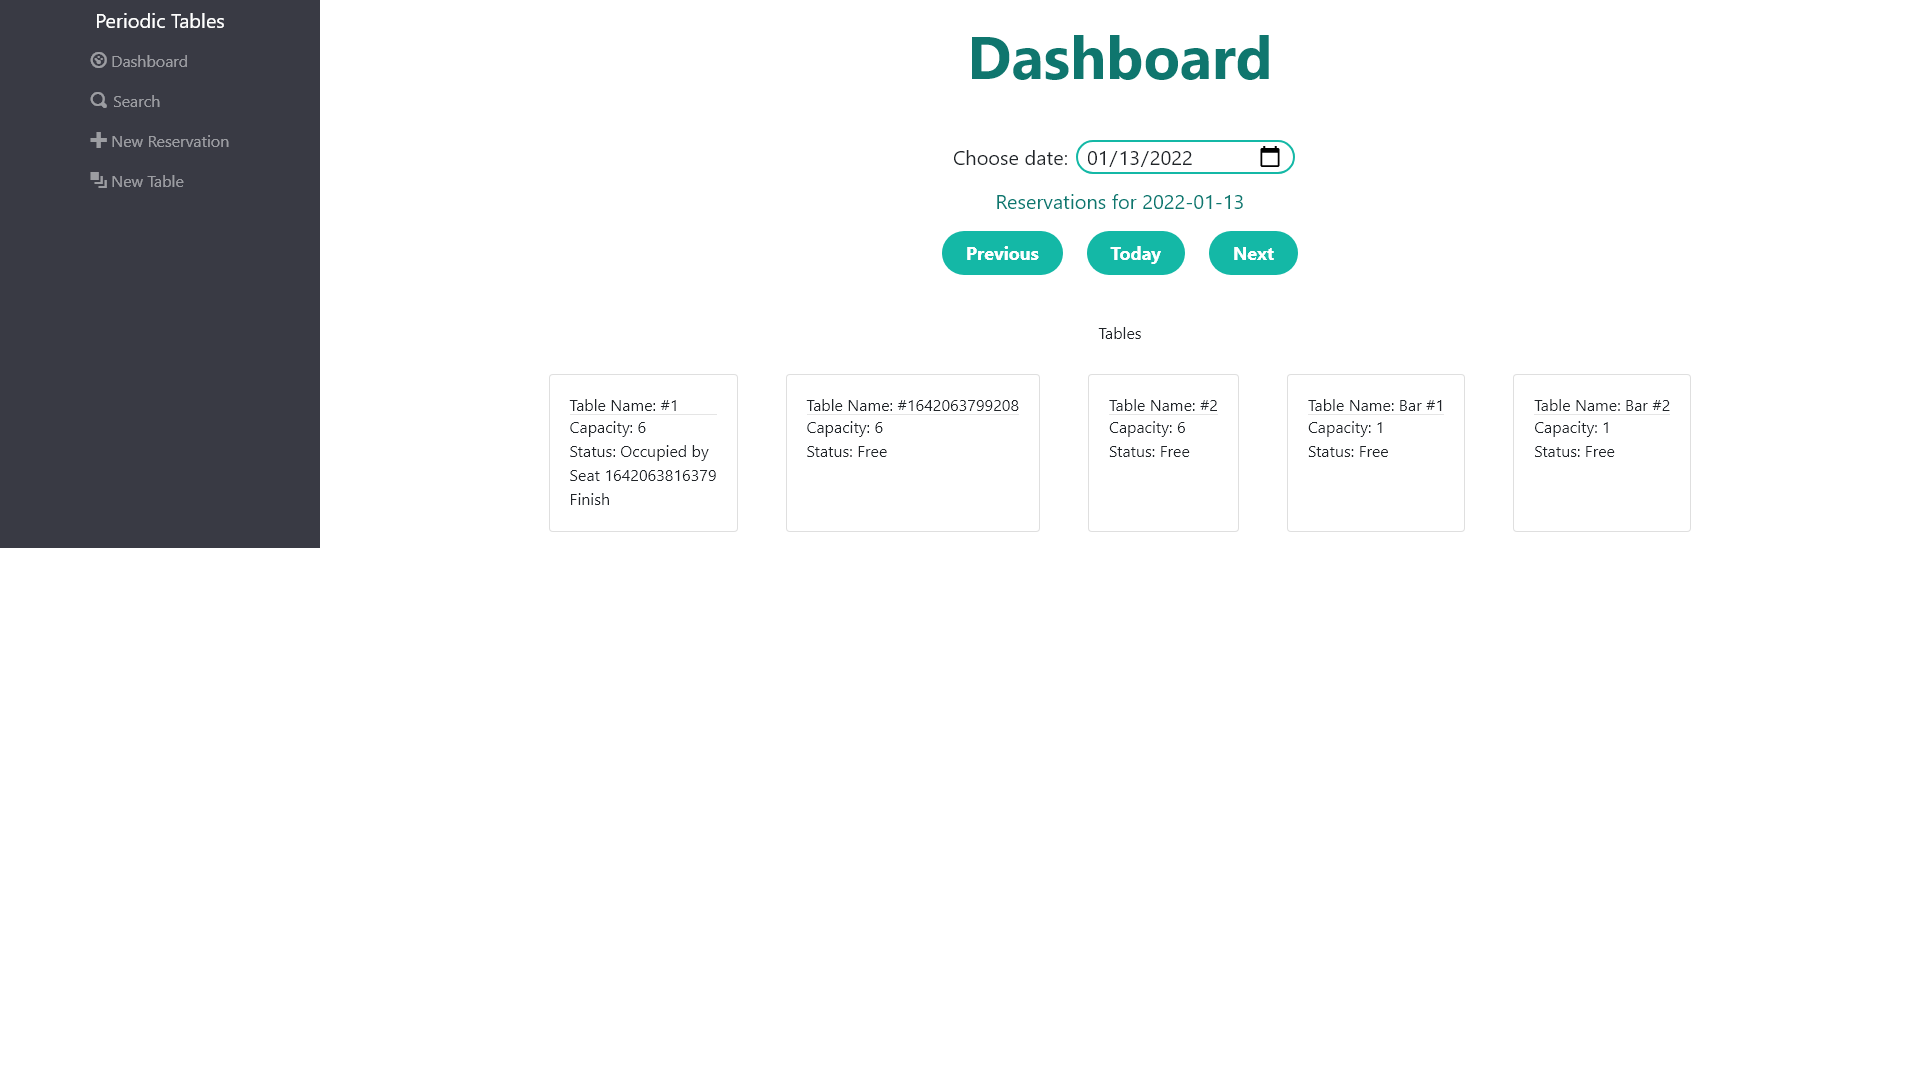 Periodic Tables
Dashboard
Search
New Reservation
New Table
Dashboard
Choose date: 01/13/2022
Reservations for 2022-01-13
Previous Today Next
Tables
Table Name: #1
Capacity: 6
Status: Occupied by
Seat 1642063816379
Finish
Table Name: #1642063799208
Capacity: 6
Status: Free
Table Name: #2
Capacity: 6
Status: Free
Table Name: Bar #1
Capacity: 1
Status: Free
Table Name: Bar #2
Capacity: 1
Status: Free